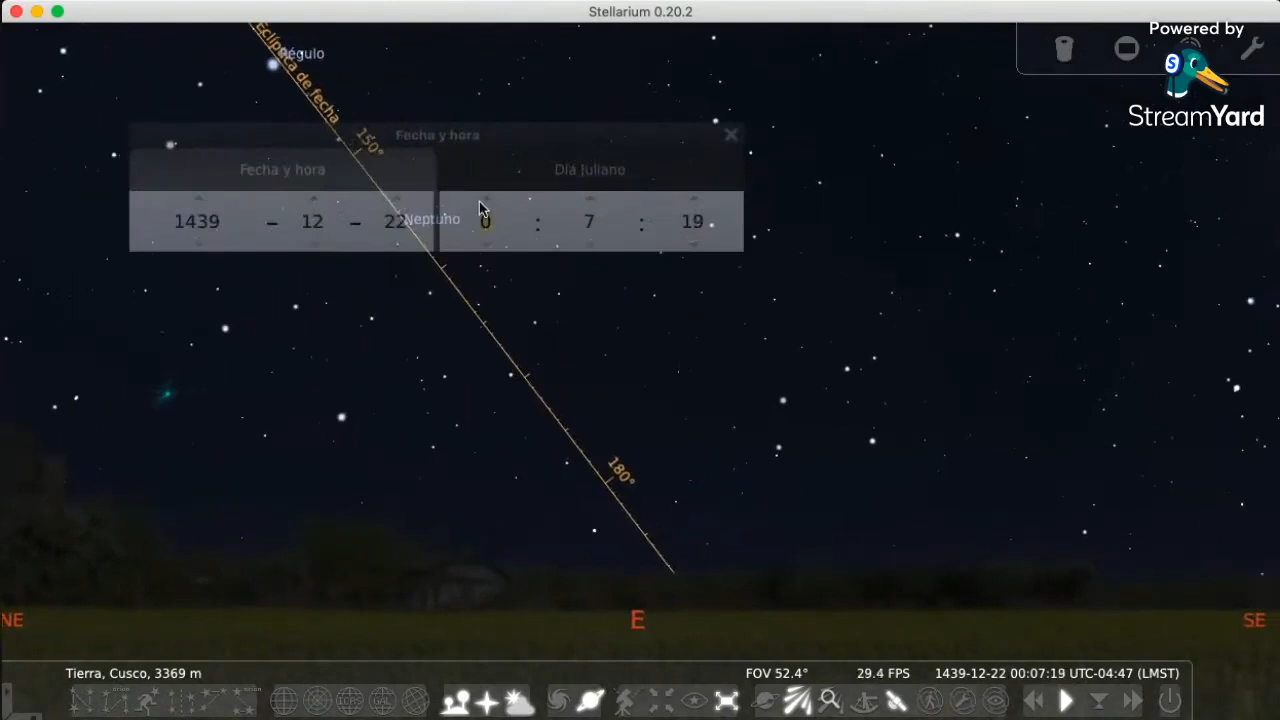 Stellarium 0.20.2
Powered by
StreamYard
Eclíptica de fecha
Régulo
150°
Fecha y hora
Fecha y hora
Día Juliano
1439 – 12 – 22
0 : 7 : 19
Neptuno
180°
NE
E
SE
Tierra, Cusco, 3369 m
FOV 52.4°
29.4 FPS
1439-12-22 00:07:19 UTC-04:47 (LMST)
ICRS
GAL